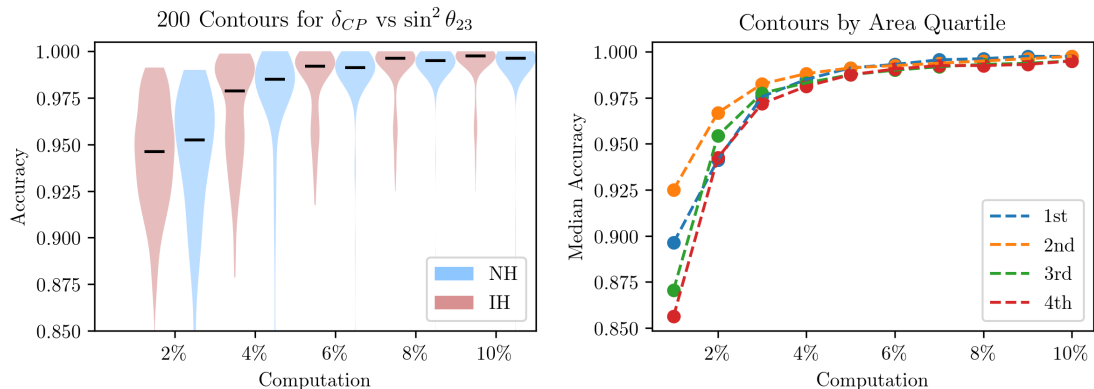 200 Contours for δ_CP vs sin² θ₂₃
1.000
0.975
0.950
0.925
0.900
0.875
0.850
Accuracy
NH
IH
2%
4%
6%
8%
10%
Computation
Contours by Area Quartile
1.000
0.975
0.950
0.925
0.900
0.875
0.850
Median Accuracy
1st
2nd
3rd
4th
2%
4%
6%
8%
10%
Computation